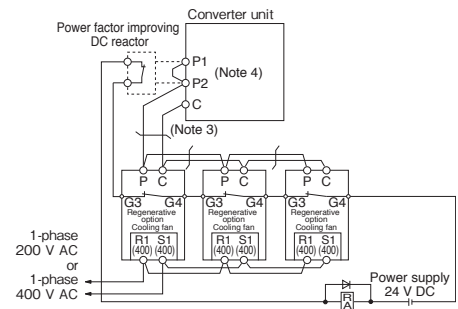 Converter unit
Power factor improving
DC reactor
P1
P2
(Note 4)
C
(Note 3)
P C
P C
P C
G3 G4
G3 G4
G3 G4
Regenerative
option
Cooling fan
Regenerative
option
Cooling fan
Regenerative
option
Cooling fan
R1 S1
(400) (400)
R1 S1
(400) (400)
R1 S1
(400) (400)
1-phase
200 V AC
or
1-phase
400 V AC
Power supply
24 V DC
RA